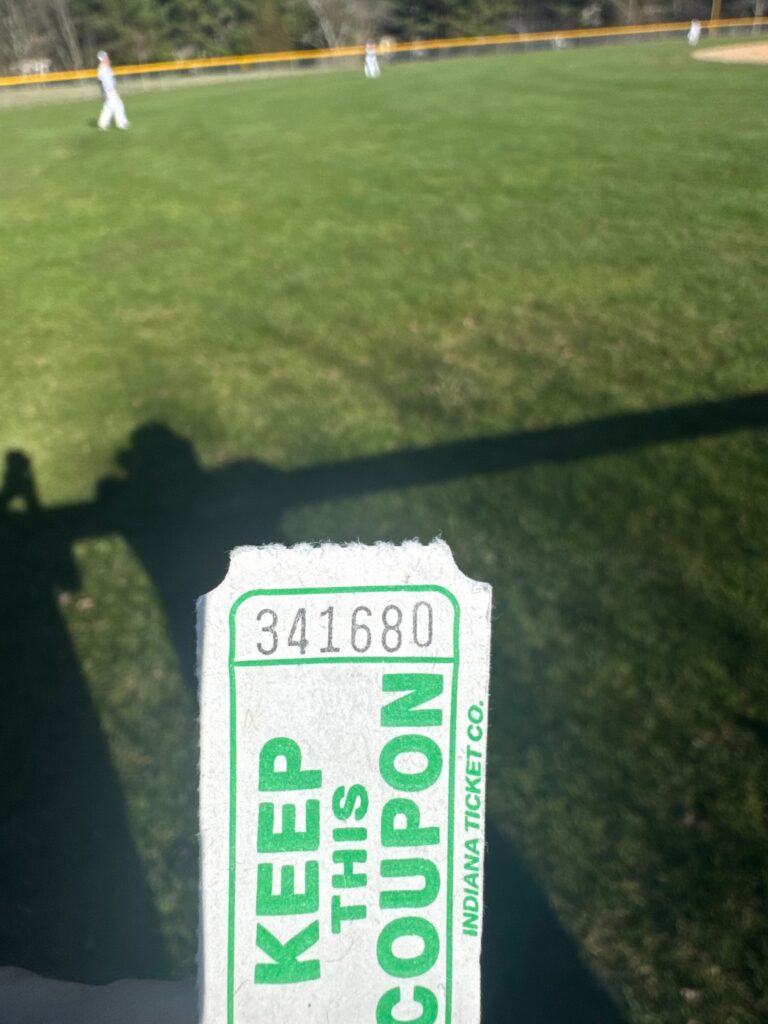 341680
KEEP
THIS
COUPON
INDIANA TICKET CO.